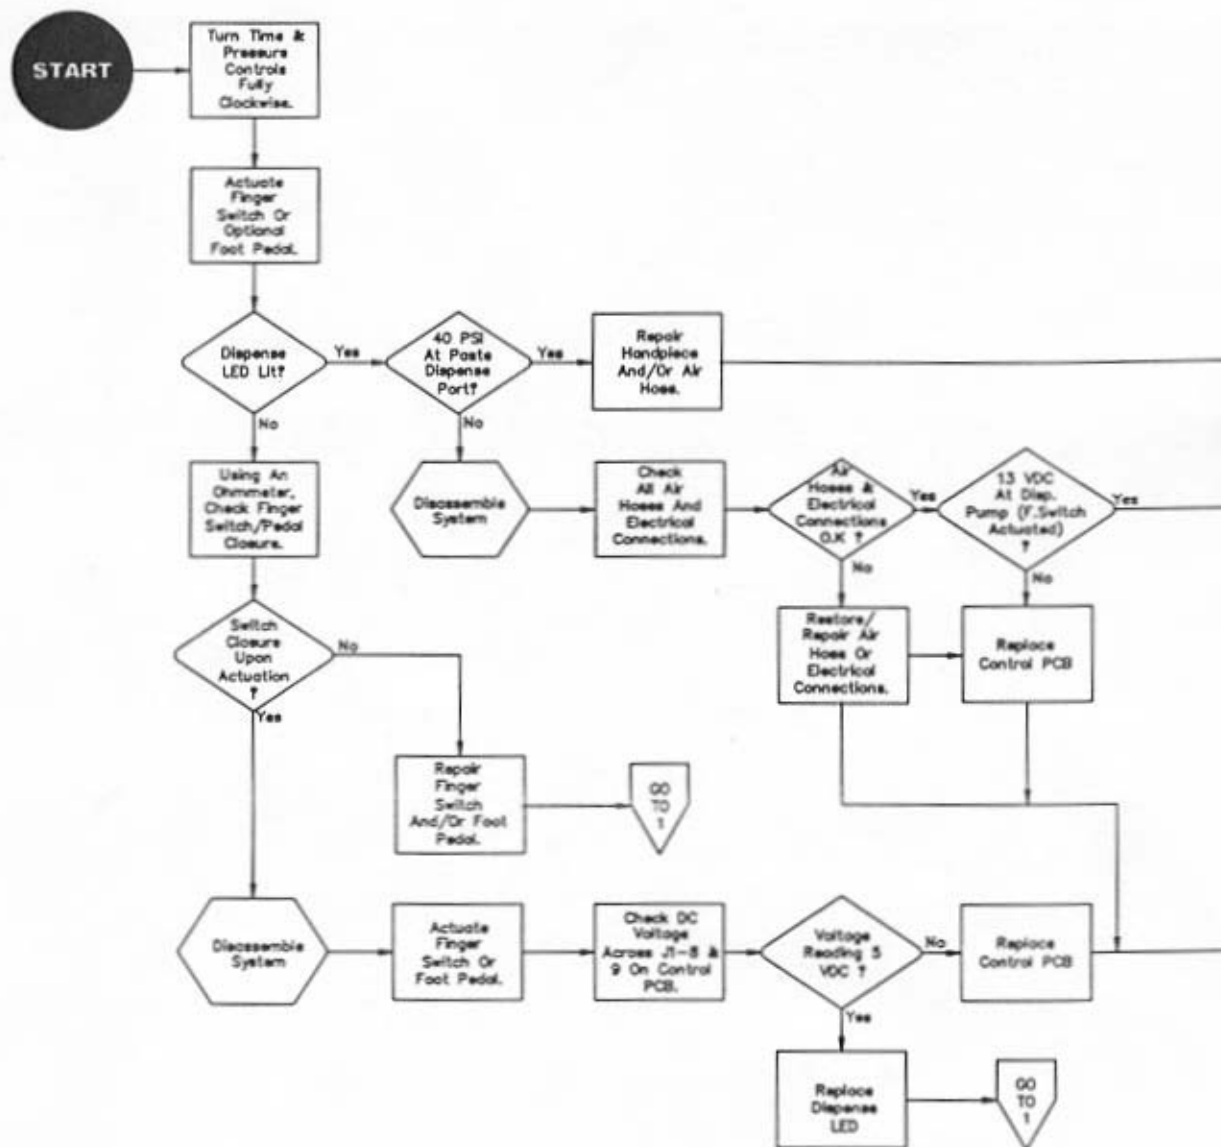 START
Turn Time &
Pressure
Controls
Fully
Clockwise.
Actuate
Finger
Switch Or
Optional
Foot Pedal.
Dispense
LED Lit?
Yes
No
40 PSI
At Paste
Dispense
Port?
Yes
No
Repair
Handpiece
And/Or Air
Hose.
Using An
Ohmmeter,
Check Finger
Switch/Pedal
Closure.
Disassemble
System
Check
All Air
Hoses And
Electrical
Connections.
Air
Hoses &
Electrical
Connections
O.K ?
Yes
No
13 VDC
At Disp.
Pump (F.Switch
Actuated)
?
Yes
No
Restore/
Repair Air
Hose Or
Electrical
Connections.
Replace
Control PCB
Switch
Closure
Upon
Actuation
?
No
Yes
Repair
Finger
Switch
And/Or Foot
Pedal.
GO
TO
1
Disassemble
System
Actuate
Finger
Switch Or
Foot Pedal.
Check DC
Voltage
Across J1-8 &
9 On Control
PCB.
Voltage
Reading 5
VDC ?
No
Yes
Replace
Control PCB
Replace
Dispense
LED
GO
TO
1